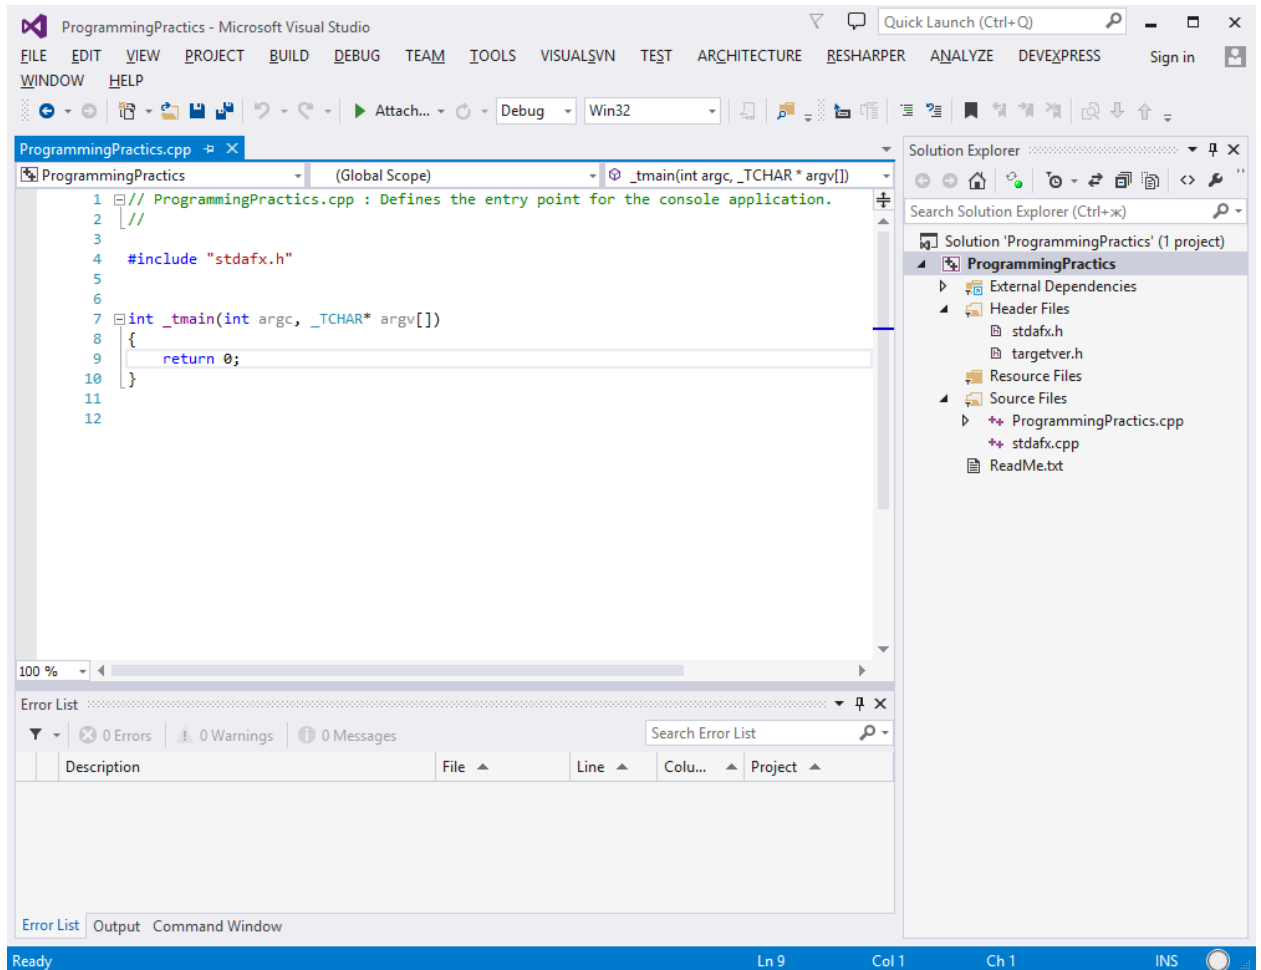 ProgrammingPractics - Microsoft Visual Studio
Quick Launch (Ctrl+Q)
FILE EDIT VIEW PROJECT BUILD DEBUG TEAM TOOLS VISUALSVN TEST ARCHITECTURE RESHARPER ANALYZE DEVEXPRESS Sign in
WINDOW HELP
Attach... Debug Win32
ProgrammingPractics.cpp
ProgrammingPractics (Global Scope) _tmain(int argc, _TCHAR * argv[])
1 // ProgrammingPractics.cpp : Defines the entry point for the console application.
2 //
3
4 #include "stdafx.h"
5
6
7 int _tmain(int argc, _TCHAR* argv[])
8 {
9 return 0;
10 }
11
12
100 %
Solution Explorer
Search Solution Explorer (Ctrl+ж)
Solution 'ProgrammingPractics' (1 project)
ProgrammingPractics
External Dependencies
Header Files
stdafx.h
targetver.h
Resource Files
Source Files
ProgrammingPractics.cpp
stdafx.cpp
ReadMe.txt
Error List
0 Errors 0 Warnings 0 Messages Search Error List
Description File Line Colu... Project
Error List Output Command Window
Ready Ln 9 Col 1 Ch 1 INS